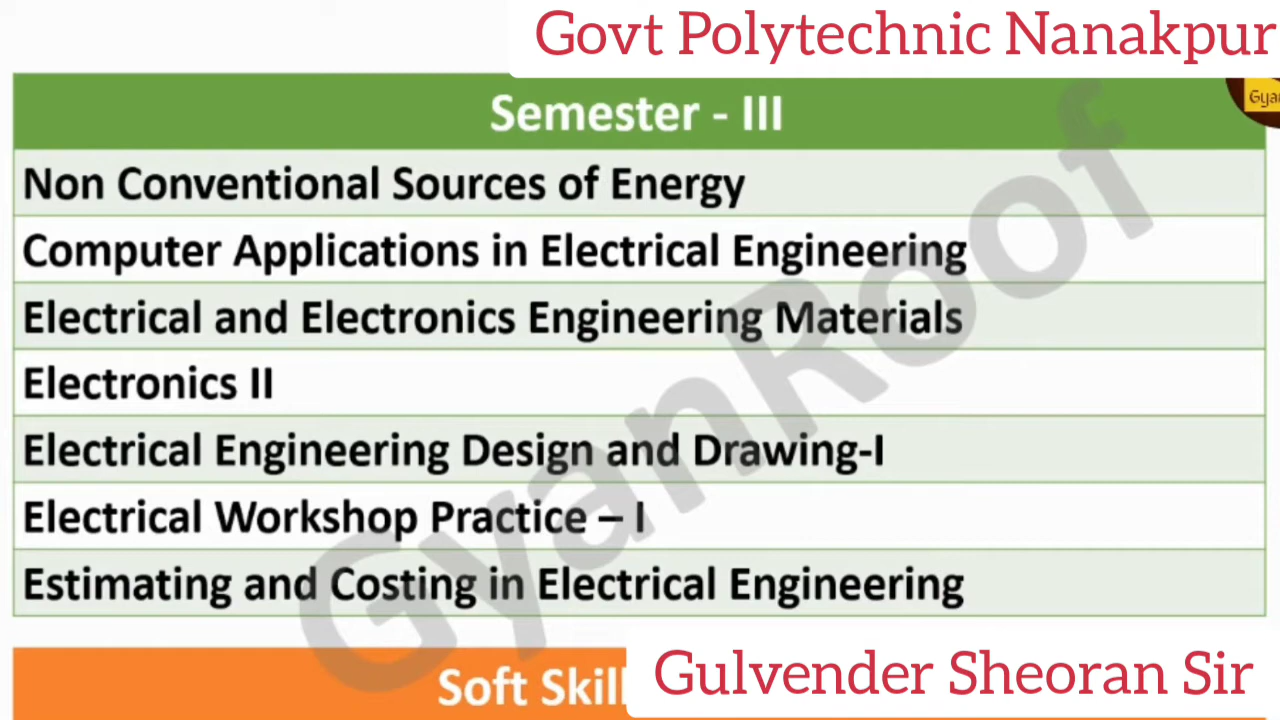 Govt Polytechnic Nanakpur
Semester - III
Non Conventional Sources of Energy
Computer Applications in Electrical Engineering
Electrical and Electronics Engineering Materials
Electronics II
Electrical Engineering Design and Drawing-I
Electrical Workshop Practice – I
Estimating and Costing in Electrical Engineering
GyanRoof
Soft
Gulvender Sheoran Sir